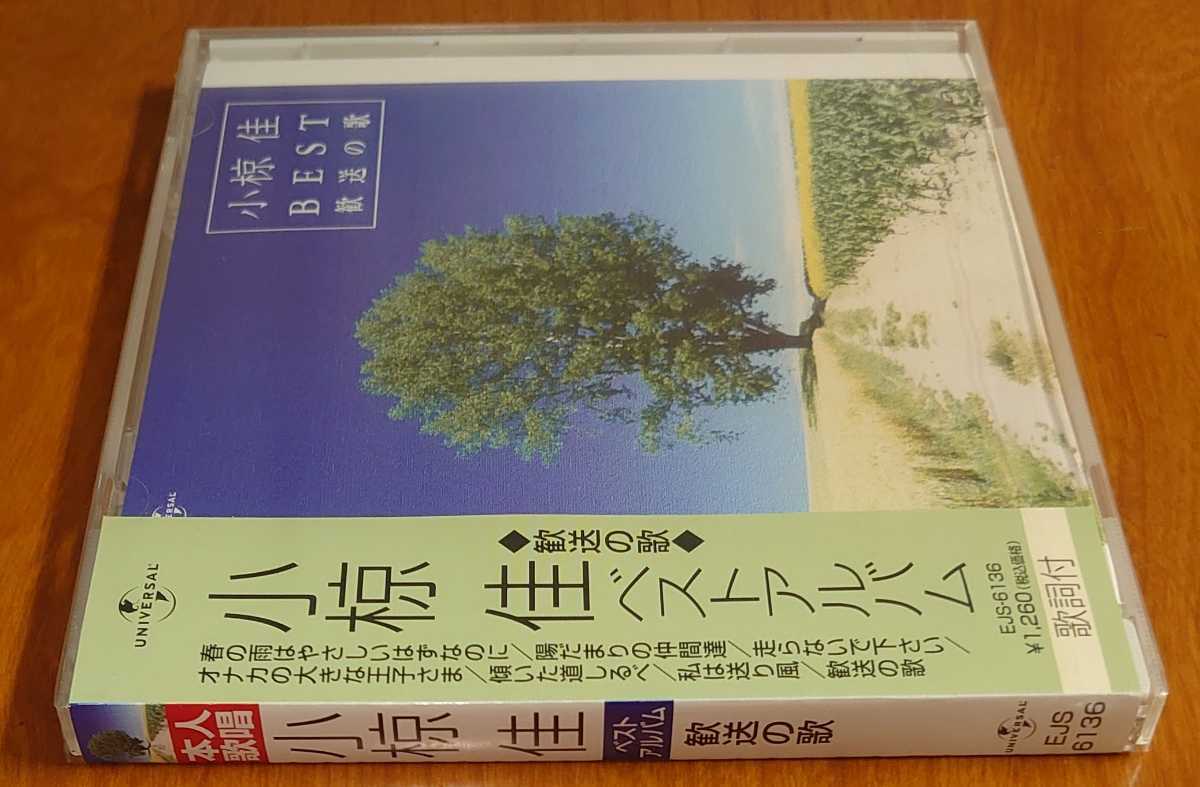 小椋 佳
BEST
歓送の歌
UNIVERSAL
UNIVERSAL
小椋 佳
◆歓送の歌◆
ベストアルバム
春の雨はやさしいはずなのに/陽だまりの仲間達/走らないで下さい/
オナカの大きな王子さま/傾いた道しるべ/私は送り風/歓送の歌
EJS-6136
¥1,260(税込価格)
歌詞付
本人
歌唱
小椋 佳
ベスト
アルバム
歓送の歌
UNIVERSAL
EJS
6136